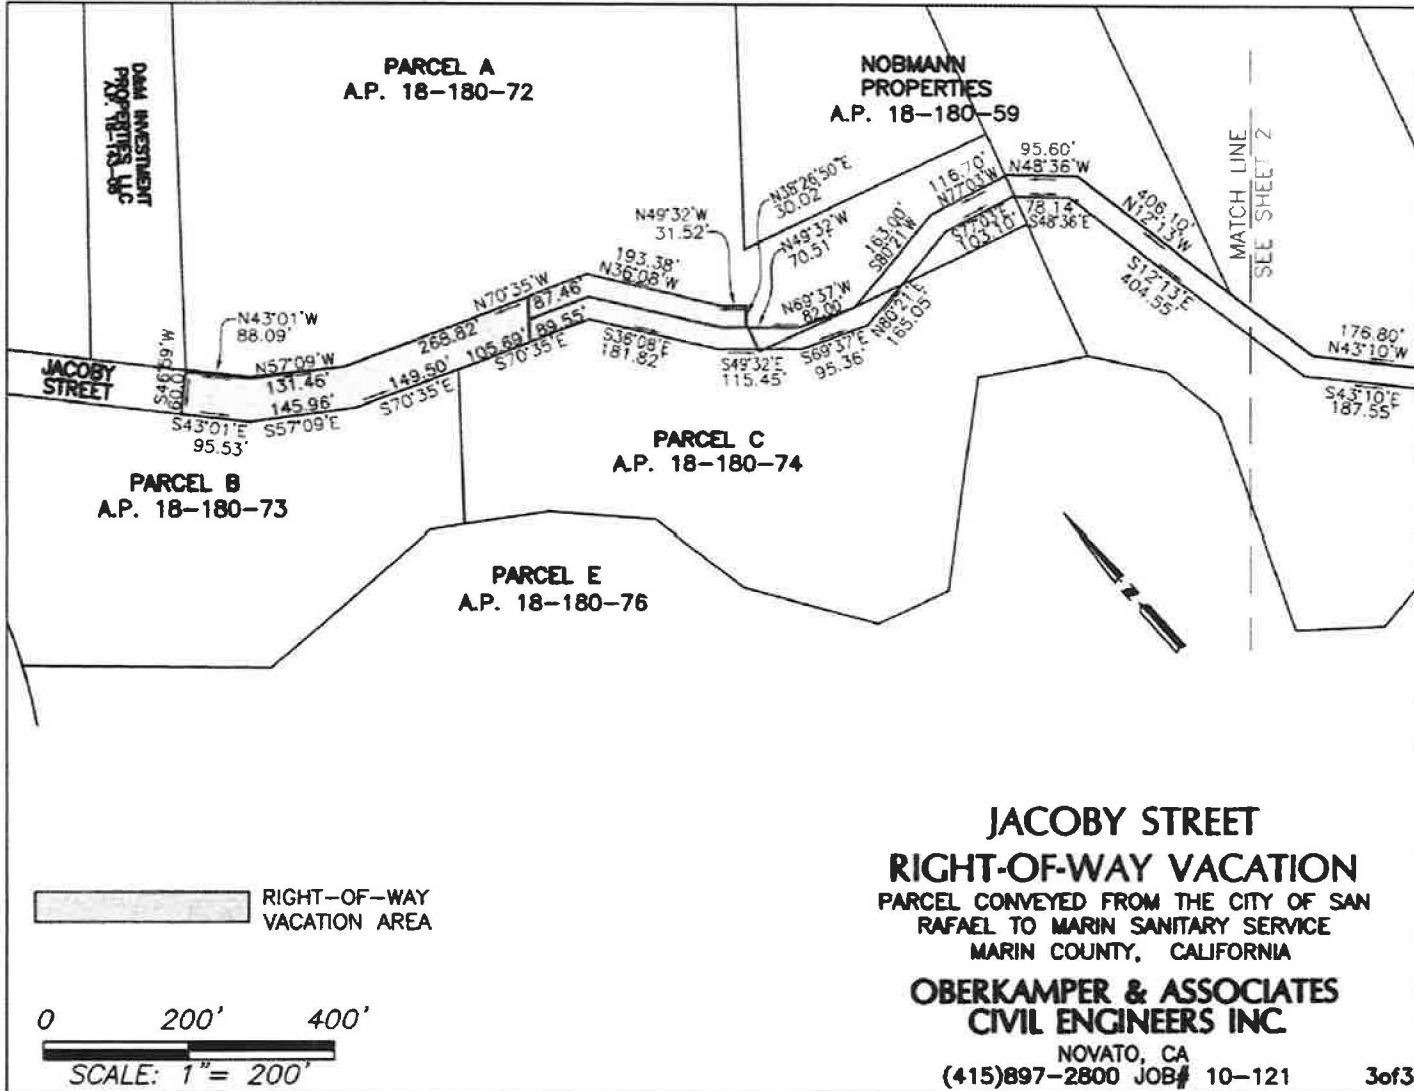 D&M INVESTMENT
PROPERTIES, LLC
A.P. 18-143-08
PARCEL A
A.P. 18-180-72
NOBMANN
PROPERTIES
A.P. 18-180-59
MATCH LINE
SEE SHEET 2
N38°26'50"E
30.02'
N49°32'W
31.52'
N49°32'W
70.51'
193.38'
N36°08'W
N70°35'W
87.46'
268.82'
N43°01'W
88.09'
N57°09'W
131.46'
N69°37'W
82.00'
163.00'
S80°21'W
116.70'
N77°03'W
95.60'
N48°36'W
406.10'
N12°13'W
78.14'
S48°36'E
S77°03'E
103.10'
S12°13'E
404.55'
176.80'
N43°10'W
S43°10'E
187.55'
JACOBY
STREET
S46°59'W
60.0
145.96'
S57°09'E
149.50'
S70°35'E
105.69'
S70°35'E
89.55'
S36°08'E
181.82'
S49°32'E
115.45'
S69°37'E
95.36'
N80°21'E
165.05'
S43°01'E
95.53'
PARCEL B
A.P. 18-180-73
PARCEL C
A.P. 18-180-74
PARCEL E
A.P. 18-180-76
N
RIGHT-OF-WAY
VACATION AREA
0 200' 400'
SCALE: 1"= 200'
JACOBY STREET
RIGHT-OF-WAY VACATION
PARCEL CONVEYED FROM THE CITY OF SAN
RAFAEL TO MARIN SANITARY SERVICE
MARIN COUNTY, CALIFORNIA
OBERKAMPER & ASSOCIATES
CIVIL ENGINEERS INC.
NOVATO, CA
(415)897-2800 JOB# 10-121 3of3